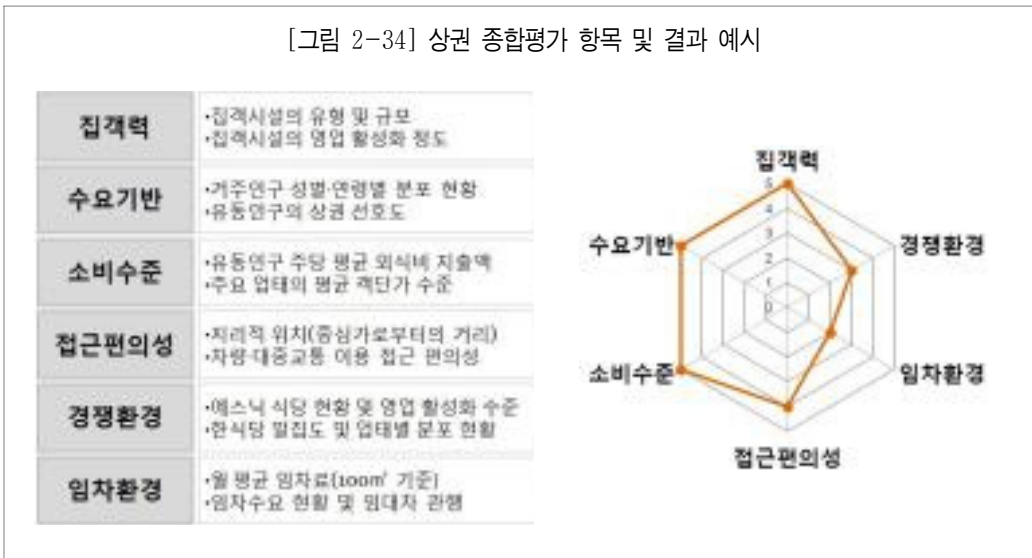 [그림 2-34] 상권 종합평가 항목 및 결과 예시
집객력
•집객시설의 유형 및 규모
•집객시설의 영업 활성화 정도
수요기반
•거주인구 성별·연령별 분포 현황
•유동인구의 상권 선호도
소비수준
•유동인구 주당 평균 외식비 지출액
•주요 업태의 평균 객단가 수준
접근편의성
•지리적 위치(중심가로부터의 거리)
•차량·대중교통 이용 접근 편의성
경쟁환경
•에스닉 식당 현황 및 영업 활성화 수준
•한식당 밀집도 및 업태별 분포 현황
임차환경
•월 평균 임차료(100㎡ 기준)
•임차수요 현황 및 임대차 관행
집객력
5
4
3
2
1
0
수요기반
경쟁환경
소비수준
임차환경
접근편의성